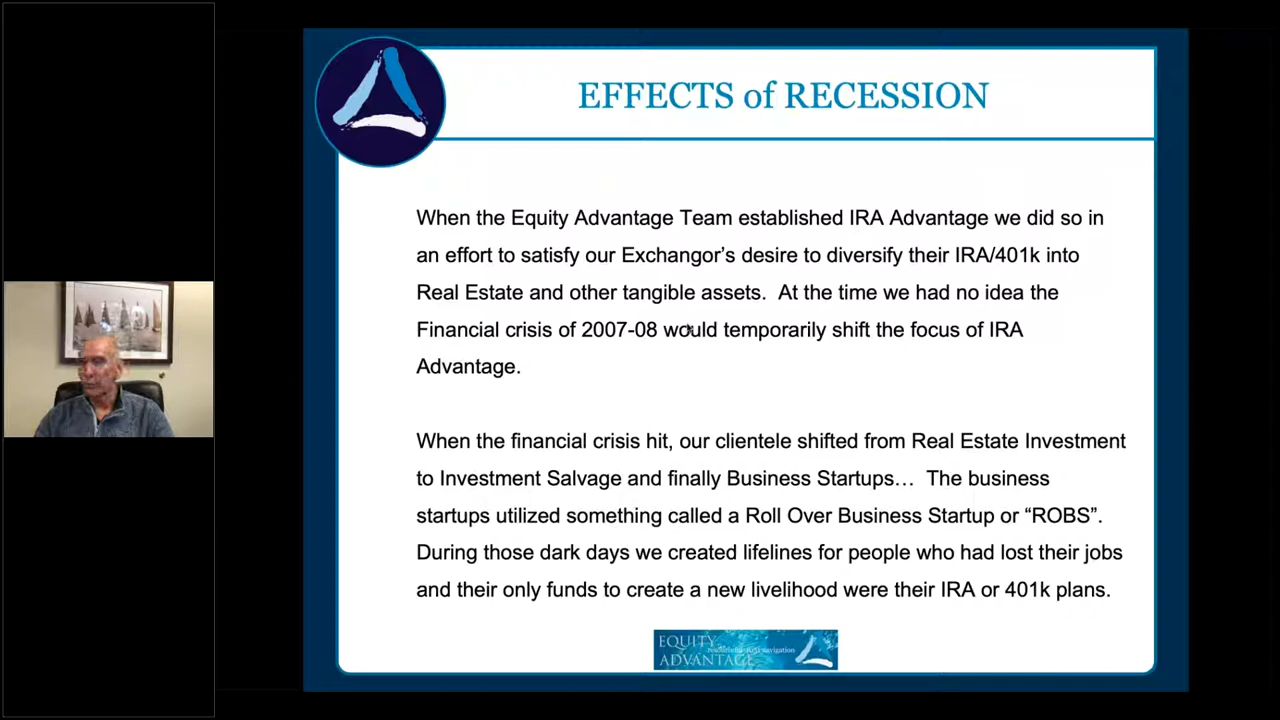 EFFECTS of RECESSION
When the Equity Advantage Team established IRA Advantage we did so in
an effort to satisfy our Exchangor’s desire to diversify their IRA/401k into
Real Estate and other tangible assets.  At the time we had no idea the
Financial crisis of 2007-08 would temporarily shift the focus of IRA
Advantage.
When the financial crisis hit, our clientele shifted from Real Estate Investment
to Investment Salvage and finally Business Startups…  The business
startups utilized something called a Roll Over Business Startup or “ROBS”.
During those dark days we created lifelines for people who had lost their jobs
and their only funds to create a new livelihood were their IRA or 401k plans.
EQUITY
ADVANTAGE